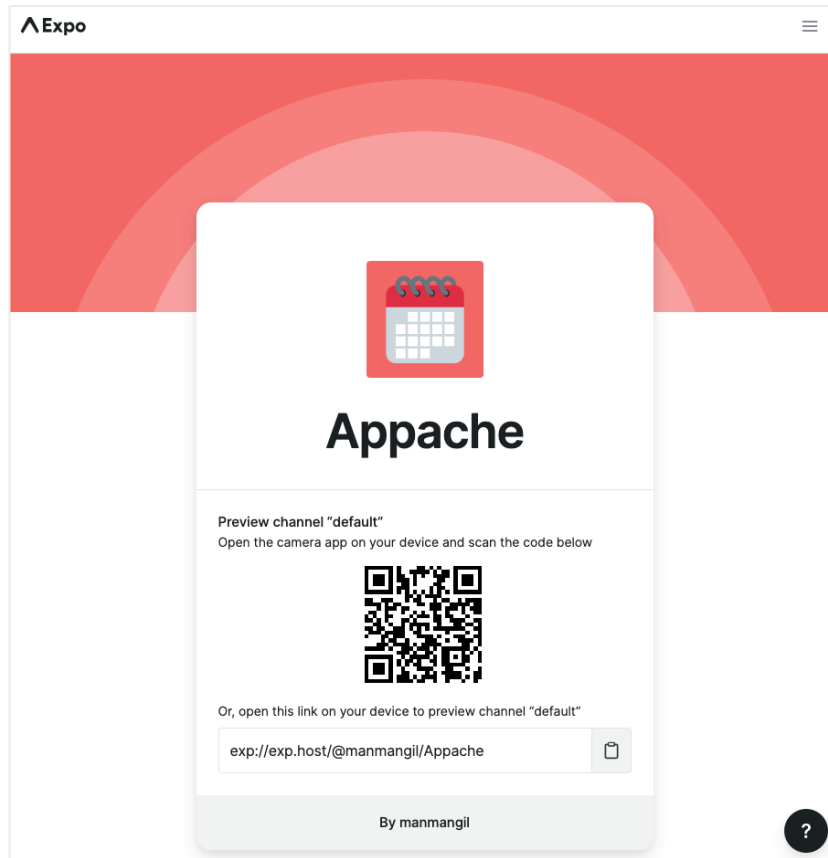 Expo
Appache
Preview channel “default”
Open the camera app on your device and scan the code below
Or, open this link on your device to preview channel “default”
exp://exp.host/@manmangil/Appache
By manmangil
?